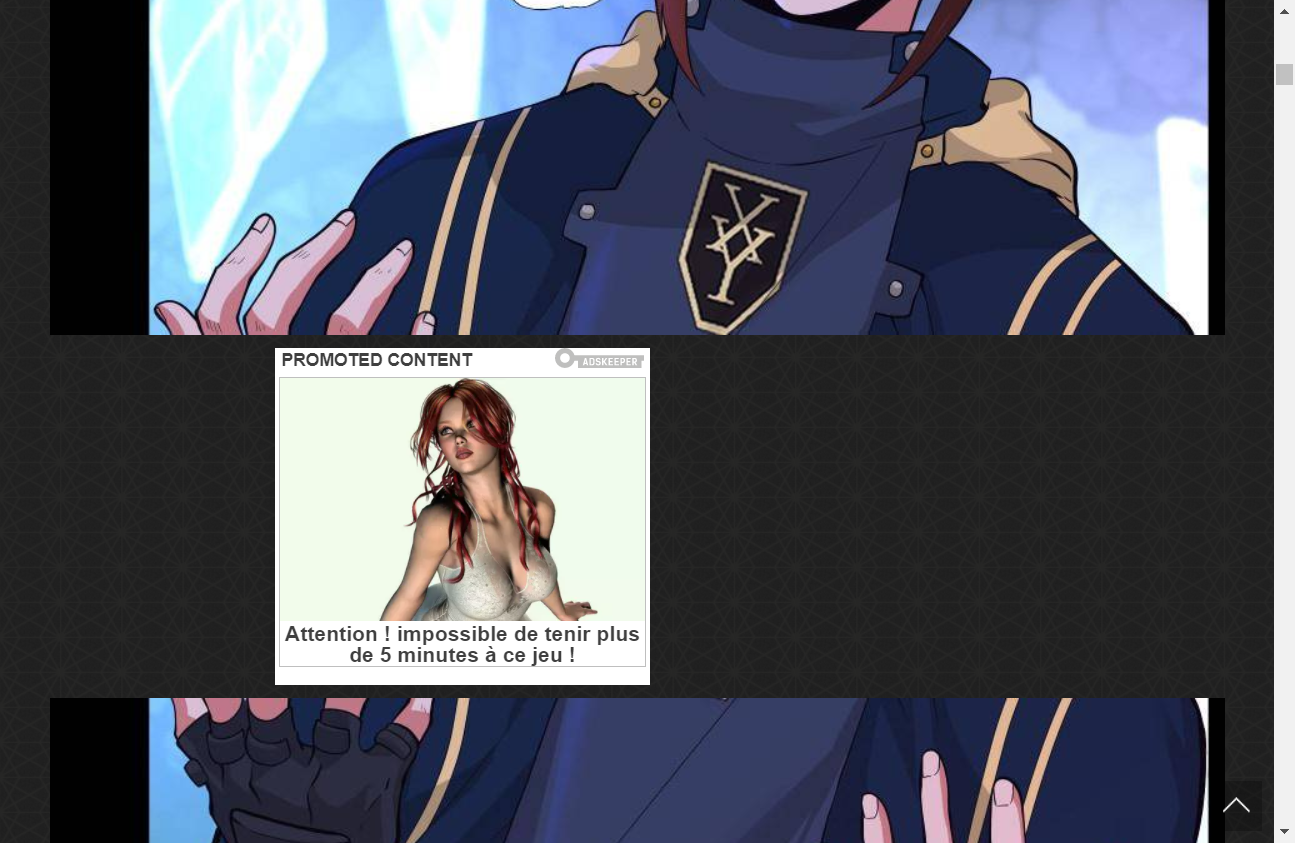 PROMOTED CONTENT
ADSKEEPER
Attention ! impossible de tenir plus
de 5 minutes à ce jeu !